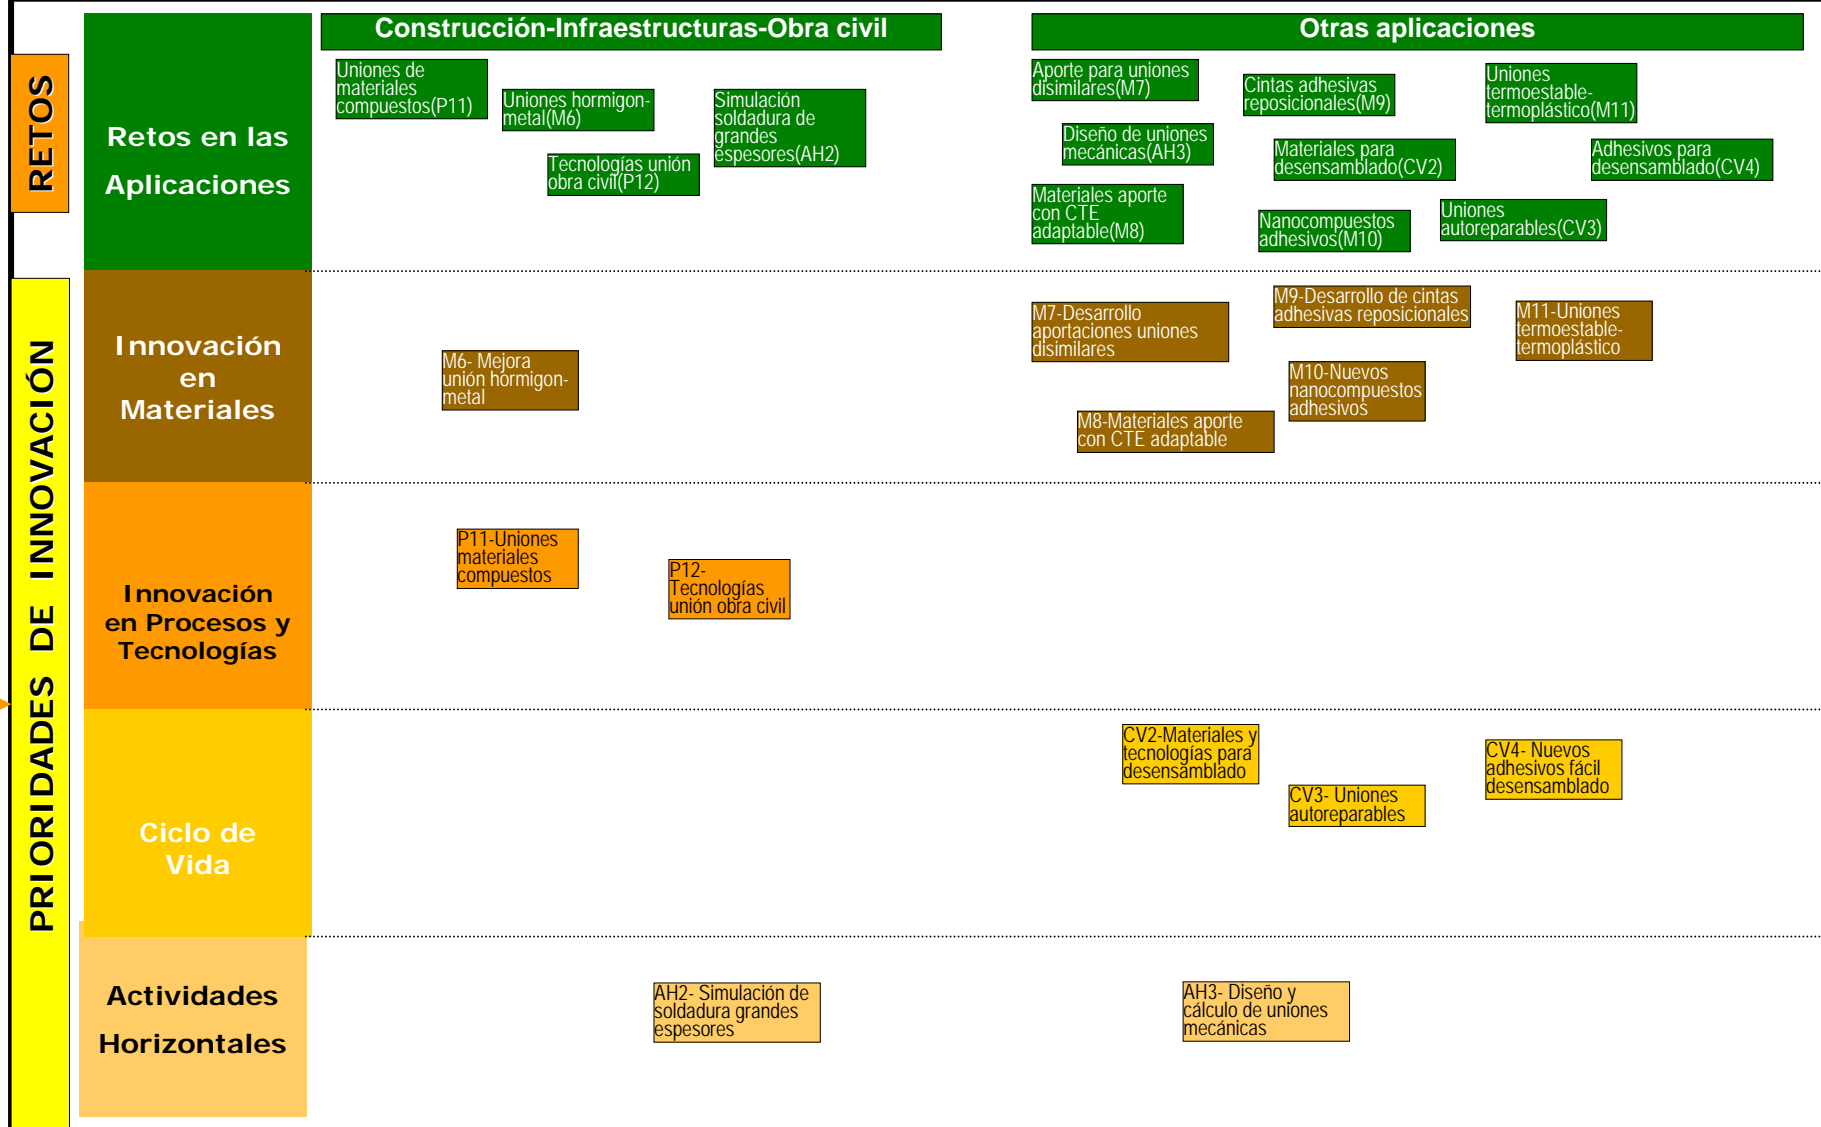 Construcción-Infraestructuras-Obra civil
Otras aplicaciones
RETOS
Retos en las
Aplicaciones
Uniones de
materiales
compuestos(P11)
Uniones hormigon-
metal(M6)
Simulación
soldadura de
grandes
espesores(AH2)
Tecnologías unión
obra civil(P12)
Aporte para uniones
disimilares(M7)
Cintas adhesivas
reposicionales(M9)
Uniones
termoestable-
termoplástico(M11)
Diseño de uniones
mecánicas(AH3)
Materiales para
desensamblado(CV2)
Adhesivos para
desensamblado(CV4)
Materiales aporte
con CTE
adaptable(M8)
Nanocompuestos
adhesivos(M10)
Uniones
autoreparables(CV3)
PRIORIDADES DE INNOVACIÓN
Innovación
en
Materiales
M6- Mejora
unión hormigon-
metal
M7-Desarrollo
aportaciones uniones
disimilares
M9-Desarrollo de cintas
adhesivas reposicionales
M11-Uniones
termoestable-
termoplástico
M10-Nuevos
nanocompuestos
adhesivos
M8-Materiales aporte
con CTE adaptable
Innovación
en Procesos y
Tecnologías
P11-Uniones
materiales
compuestos
P12-
Tecnologías
unión obra civil
Ciclo de
Vida
CV2-Materiales y
tecnologías para
desensamblado
CV3- Uniones
autoreparables
CV4- Nuevos
adhesivos fácil
desensamblado
Actividades
Horizontales
AH2- Simulación de
soldadura grandes
espesores
AH3- Diseño y
cálculo de uniones
mecánicas